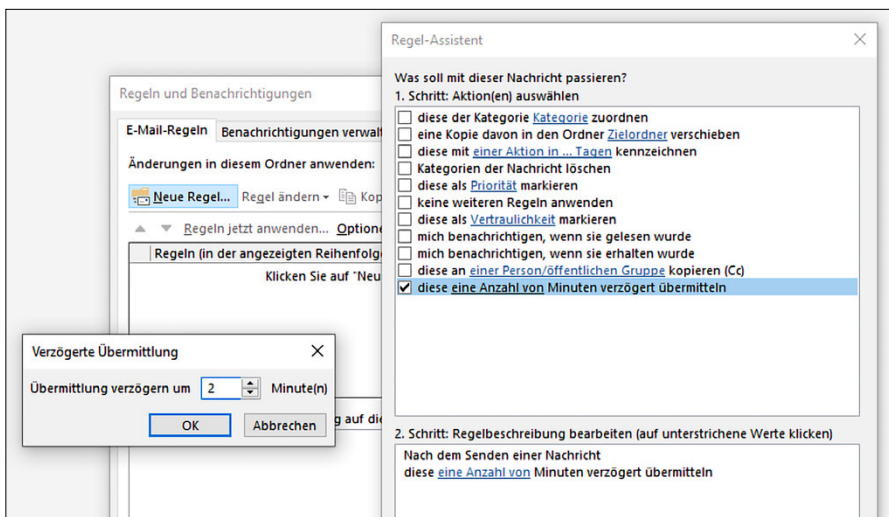 Regel-Assistent
Was soll mit dieser Nachricht passieren?
1. Schritt: Aktion(en) auswählen
diese der Kategorie Kategorie zuordnen
eine Kopie davon in den Ordner Zielordner verschieben
diese mit einer Aktion in ... Tagen kennzeichnen
Kategorien der Nachricht löschen
diese als Priorität markieren
keine weiteren Regeln anwenden
diese als Vertraulichkeit markieren
mich benachrichtigen, wenn sie gelesen wurde
mich benachrichtigen, wenn sie erhalten wurde
diese an einer Person/öffentlichen Gruppe kopieren (Cc)
diese eine Anzahl von Minuten verzögert übermitteln
2. Schritt: Regelbeschreibung bearbeiten (auf unterstrichene Werte klicken)
Nach dem Senden einer Nachricht
diese eine Anzahl von Minuten verzögert übermitteln
Regeln und Benachrichtigungen
E-Mail-Regeln Benachrichtigungen verwalt
Änderungen in diesem Ordner anwenden:
Neue Regel... Regel ändern Kop
Regeln jetzt anwenden... Optione
Regeln (in der angezeigten Reihenfolg
Klicken Sie auf "Neu
g auf die
Verzögerte Übermittlung
Übermittlung verzögern um 2 Minute(n)
OK Abbrechen